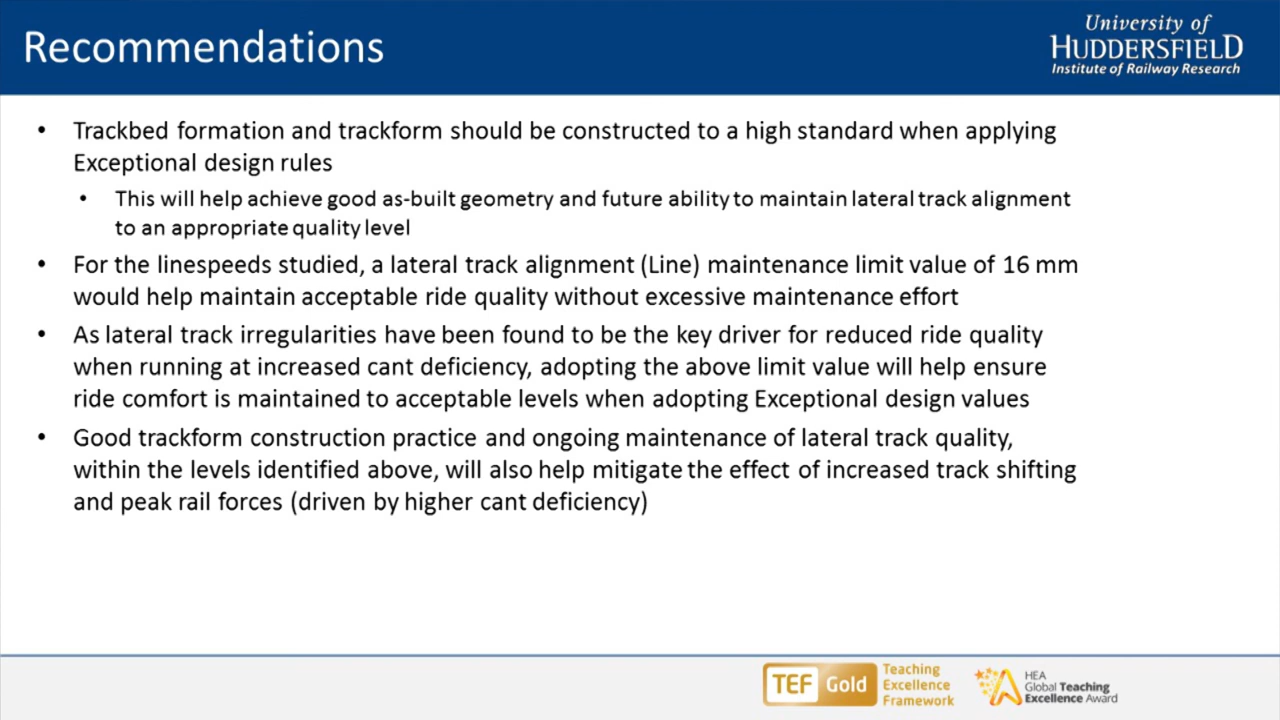 Recommendations
University of
HUDDERSFIELD
Institute of Railway Research
• Trackbed formation and trackform should be constructed to a high standard when applying
Exceptional design rules
• This will help achieve good as-built geometry and future ability to maintain lateral track alignment
to an appropriate quality level
• For the linespeeds studied, a lateral track alignment (Line) maintenance limit value of 16 mm
would help maintain acceptable ride quality without excessive maintenance effort
• As lateral track irregularities have been found to be the key driver for reduced ride quality
when running at increased cant deficiency, adopting the above limit value will help ensure
ride comfort is maintained to acceptable levels when adopting Exceptional design values
• Good trackform construction practice and ongoing maintenance of lateral track quality,
within the levels identified above, will also help mitigate the effect of increased track shifting
and peak rail forces (driven by higher cant deficiency)
TEF Gold
Teaching
Excellence
Framework
HEA
Global Teaching
Excellence Award